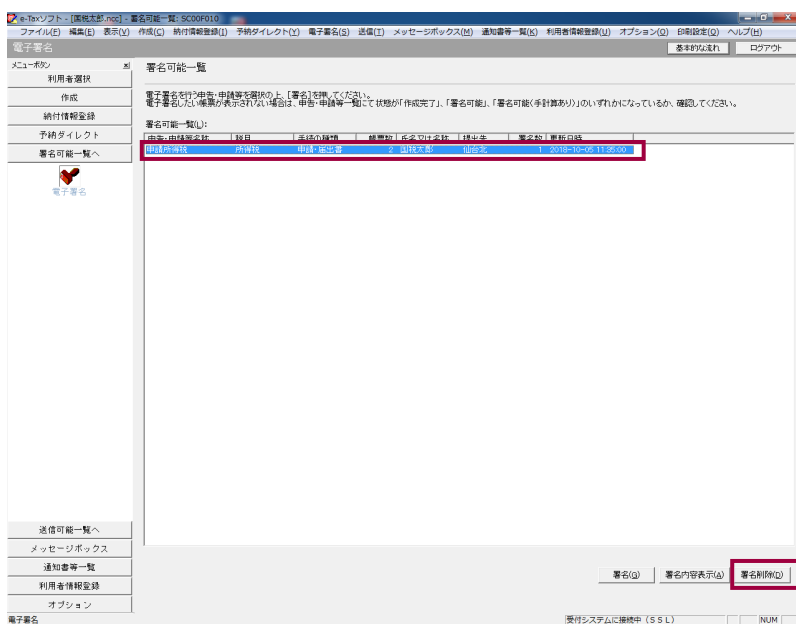 e-Taxソフト - [国税太郎.ncc] - 署名可能一覧: SC00F010
ファイル(F) 編集(E) 表示(V) 作成(C) 納付情報登録(I) 予納ダイレクト(Y) 電子署名(S) 送信(T) メッセージボックス(M) 通知書等一覧(K) 利用者情報登録(U) オプション(O) 印刷設定(Q) ヘルプ(H)
電子署名 基本的な流れ ログアウト
メニューボタン
利用者選択
作成
納付情報登録
予納ダイレクト
署名可能一覧へ
電子署名
送信可能一覧へ
メッセージボックス
通知書等一覧
利用者情報登録
オプション
署名可能一覧
電子署名を行う申告・申請等を選択の上、[署名]を押してください。
電子署名したい帳票が表示されない場合は、申告・申請等一覧にて状態が「作成完了」、「署名可能」、「署名可能(手計算あり)」のいずれかになっているか、確認してください。
署名可能一覧(L):
申告・申請等名称 税目 手続の種類 帳票数 氏名又は名称 提出先 署名数 更新日時
申請所得税 所得税 申請・届出書 2 国税太郎 仙台北 1 2018-10-05 11:35:00
署名(G) 署名内容表示(A) 署名削除(D)
電子署名 受付システムに接続中(SSL) NUM